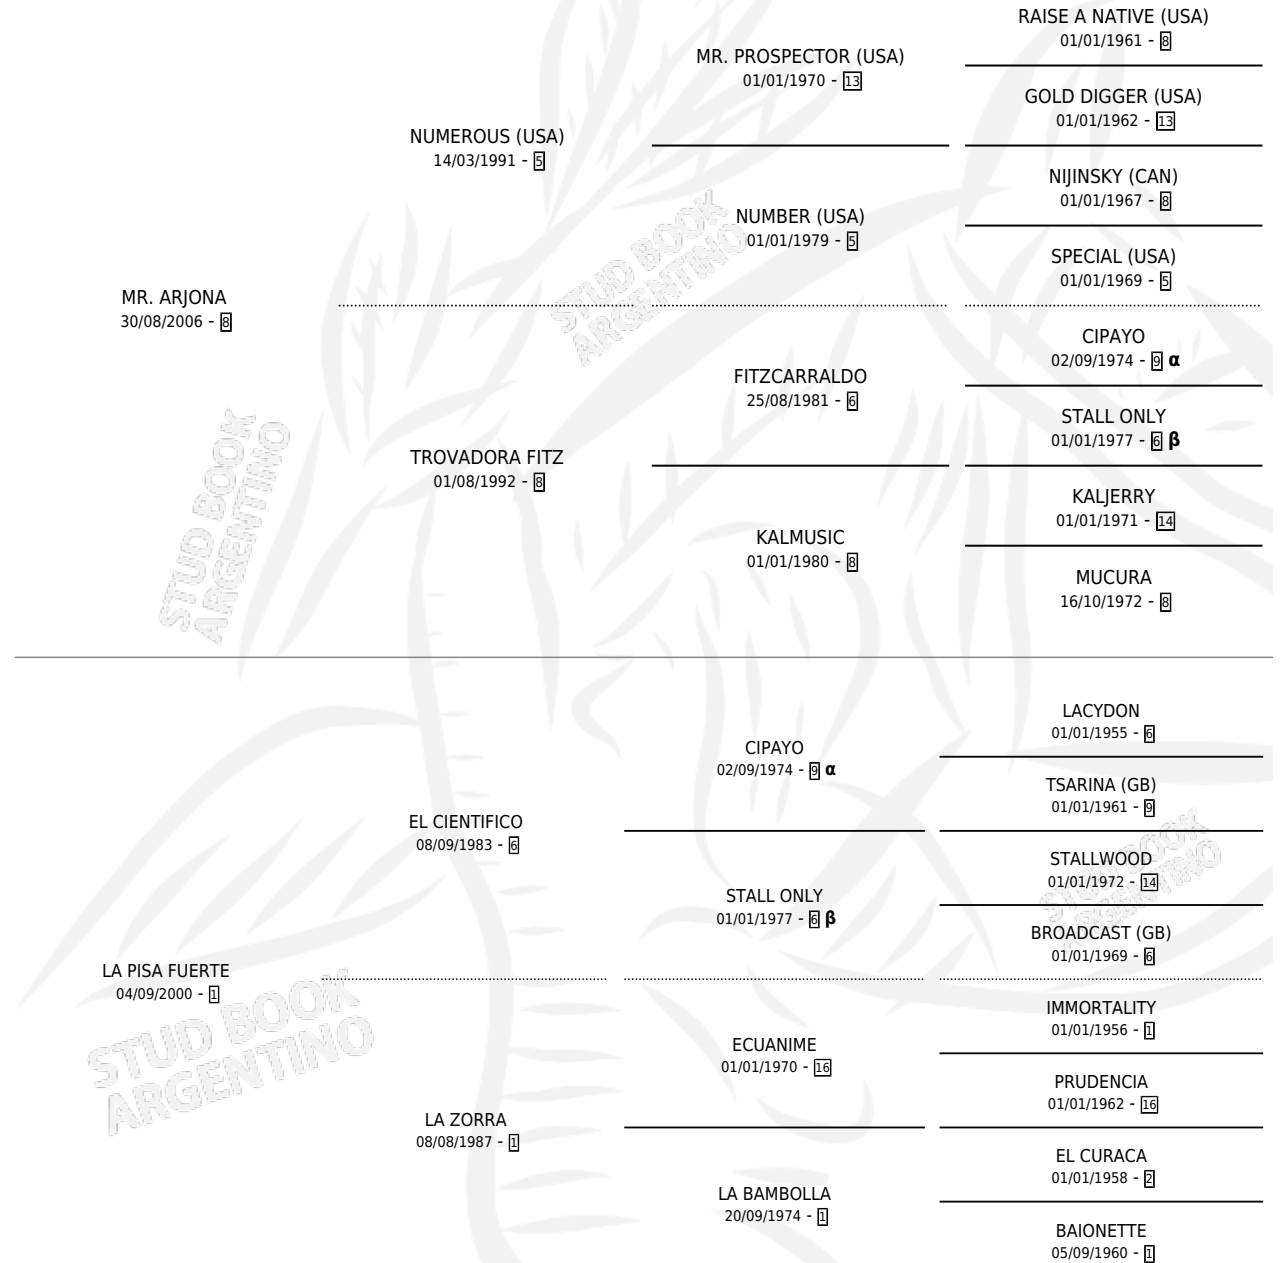 RAISE A NATIVE (USA)
01/01/1961 - 8
MR. PROSPECTOR (USA)
01/01/1970 - 13
GOLD DIGGER (USA)
01/01/1962 - 13
NUMEROUS (USA)
14/03/1991 - 5
NIJINSKY (CAN)
01/01/1967 - 8
NUMBER (USA)
01/01/1979 - 5
SPECIAL (USA)
01/01/1969 - 5
MR. ARJONA
30/08/2006 - 8
CIPAYO
02/09/1974 - 9 α
FITZCARRALDO
25/08/1981 - 6
STALL ONLY
01/01/1977 - 6 β
TROVADORA FITZ
01/08/1992 - 8
KALJERRY
01/01/1971 - 14
KALMUSIC
01/01/1980 - 8
MUCURA
16/10/1972 - 8
LACYDON
01/01/1955 - 6
CIPAYO
02/09/1974 - 9 α
TSARINA (GB)
01/01/1961 - 9
EL CIENTIFICO
08/09/1983 - 6
STALLWOOD
01/01/1972 - 14
STALL ONLY
01/01/1977 - 6 β
BROADCAST (GB)
01/01/1969 - 6
LA PISA FUERTE
04/09/2000 - 1
IMMORTALITY
01/01/1956 - 1
ECUANIME
01/01/1970 - 16
PRUDENCIA
01/01/1962 - 16
LA ZORRA
08/08/1987 - 1
EL CURACA
01/01/1958 - 2
LA BAMBOLLA
20/09/1974 - 1
BAIONETTE
05/09/1960 - 1
STUD BOOK
ARGENTINO
STUD BOOK
ARGENTINO
STUD BOOK
ARGENTINO
STUD BOOK
ARGENTINO